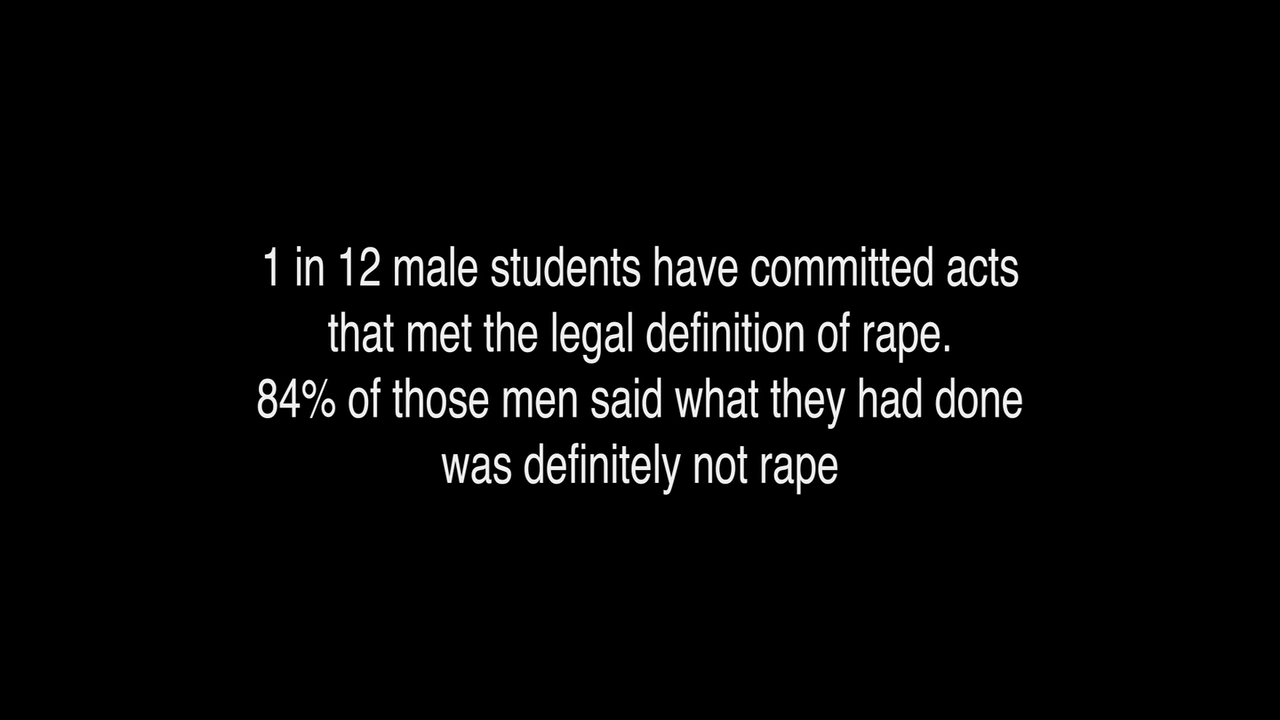 1 in 12 male students have committed acts
that met the legal definition of rape.
84% of those men said what they had done
was definitely not rape